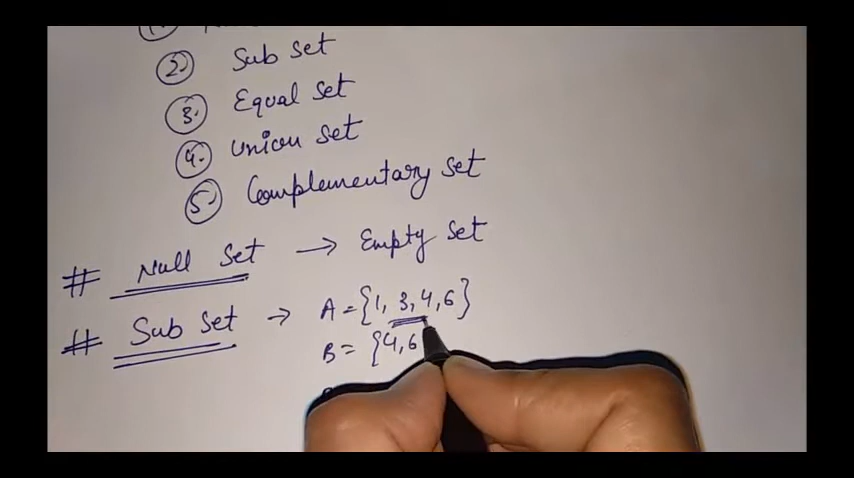 1.
2. Sub Set
3. Equal Set
4. Union Set
5. Complementary Set
# Null Set → Empty Set
# Sub Set → A = {1, 3, 4, 6}
B = {4, 6